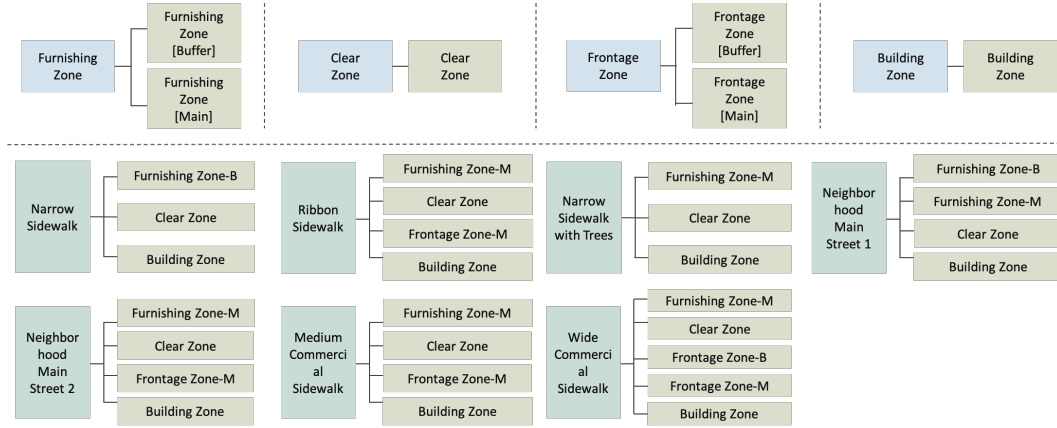 Furnishing
Zone
Furnishing
Zone
[Buffer]
Furnishing
Zone
[Main]
Clear
Zone
Clear
Zone
Frontage
Zone
Frontage
Zone
[Buffer]
Frontage
Zone
[Main]
Building
Zone
Building
Zone
Narrow
Sidewalk
Furnishing Zone-B
Clear Zone
Building Zone
Ribbon
Sidewalk
Furnishing Zone-M
Clear Zone
Frontage Zone-M
Building Zone
Narrow
Sidewalk
with Trees
Furnishing Zone-M
Clear Zone
Building Zone
Neighbor
hood
Main
Street 1
Furnishing Zone-B
Furnishing Zone-M
Clear Zone
Building Zone
Neighbor
hood
Main
Street 2
Furnishing Zone-M
Clear Zone
Frontage Zone-M
Building Zone
Medium
Commerci
al
Sidewalk
Furnishing Zone-M
Clear Zone
Frontage Zone-M
Building Zone
Wide
Commerci
al
Sidewalk
Furnishing Zone-M
Clear Zone
Frontage Zone-B
Frontage Zone-M
Building Zone